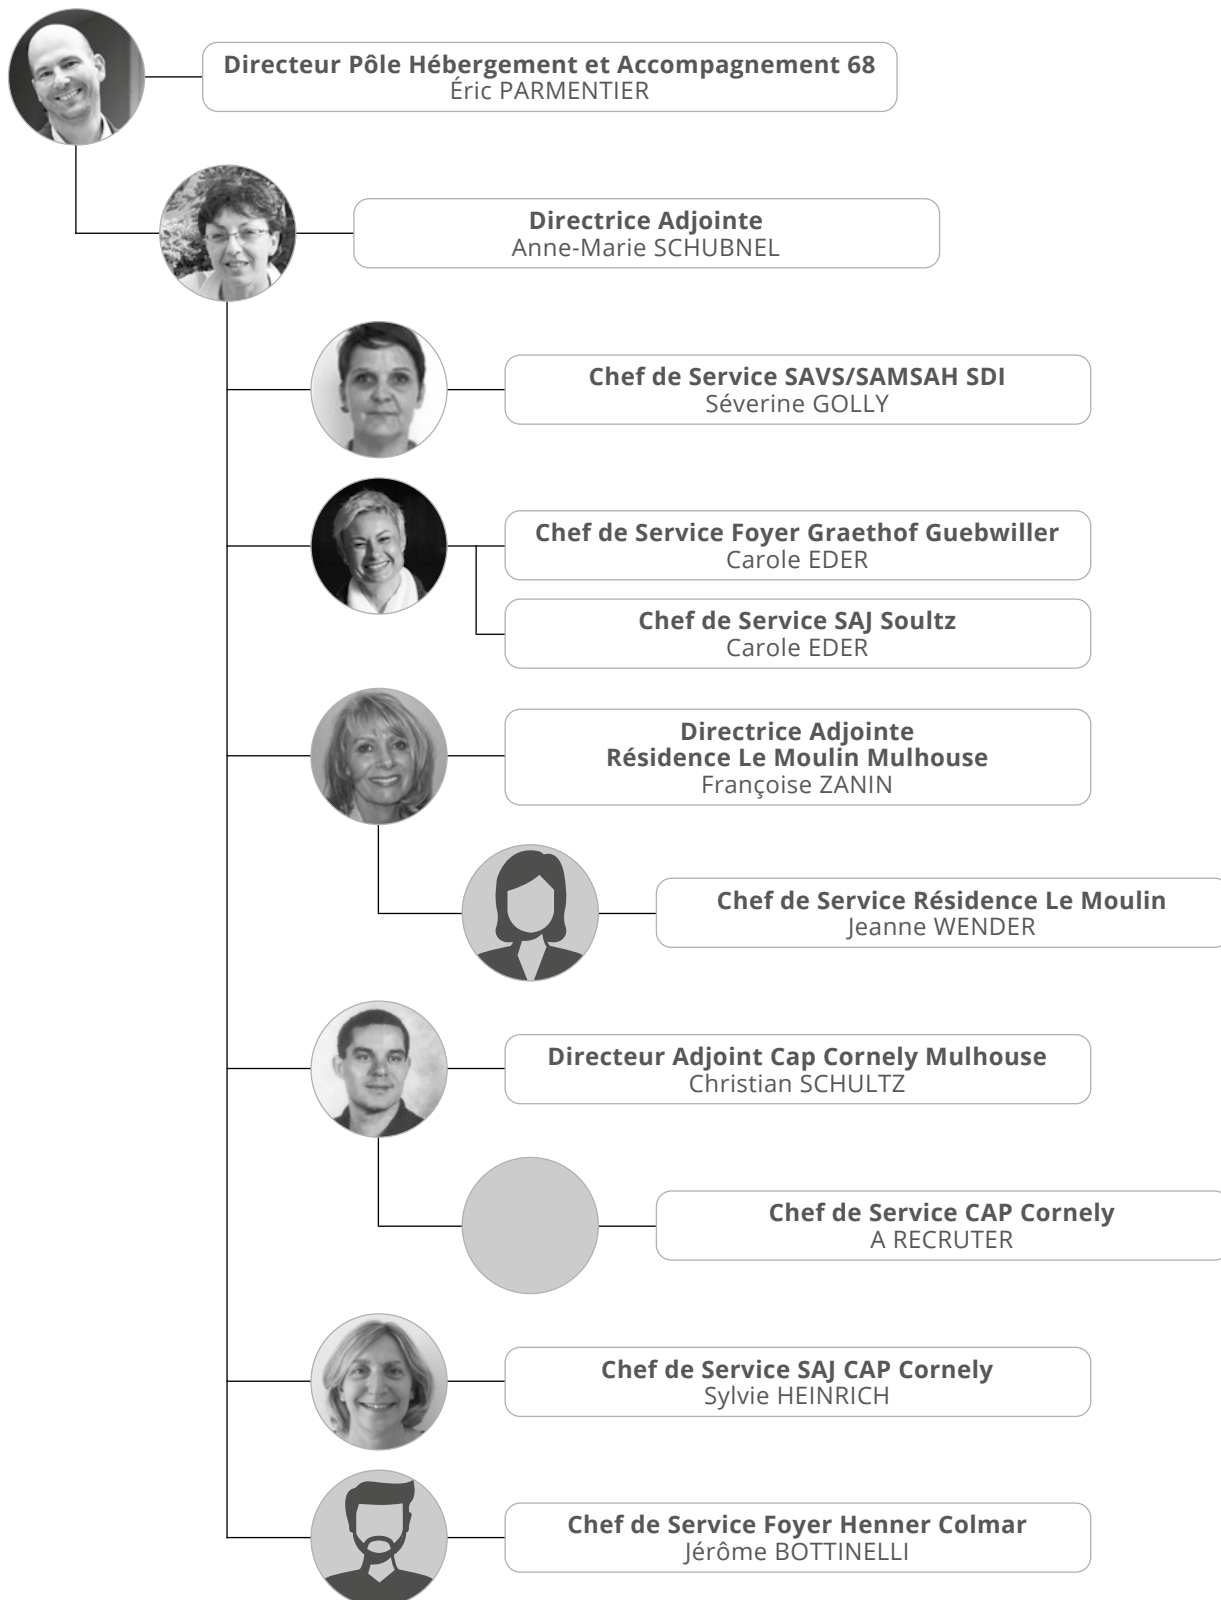 Directeur Pôle Hébergement et Accompagnement 68
Éric PARMENTIER
Directrice Adjointe
Anne-Marie SCHUBNEL
Chef de Service SAVS/SAMSAH SDI
Séverine GOLLY
Chef de Service Foyer Graethof Guebwiller
Carole EDER
Chef de Service SAJ Soultz
Carole EDER
Directrice Adjointe
Résidence Le Moulin Mulhouse
Françoise ZANIN
Chef de Service Résidence Le Moulin
Jeanne WENDER
Directeur Adjoint Cap Cornely Mulhouse
Christian SCHULTZ
Chef de Service CAP Cornely
A RECRUTER
Chef de Service SAJ CAP Cornely
Sylvie HEINRICH
Chef de Service Foyer Henner Colmar
Jérôme BOTTINELLI